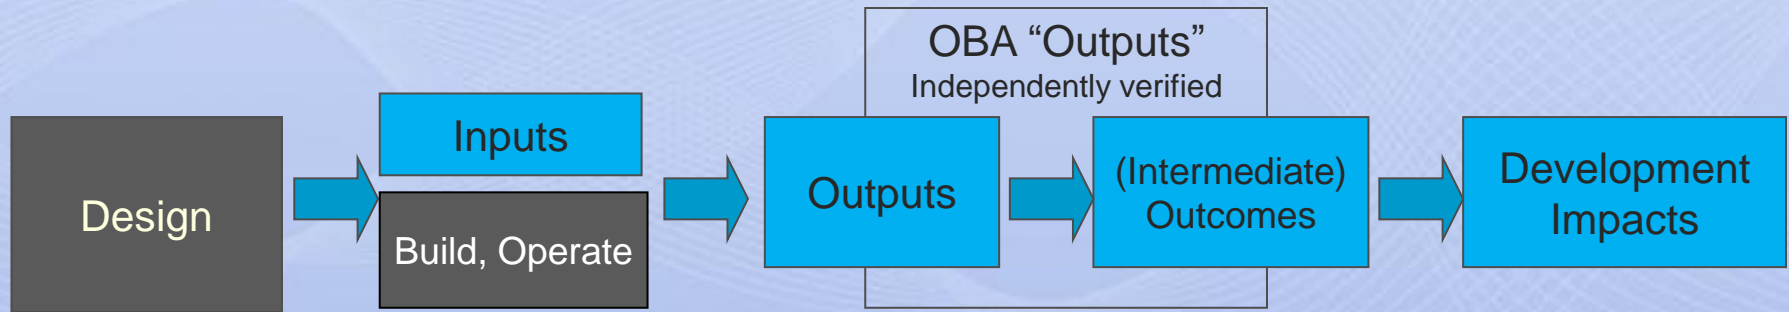 OBA “Outputs”
Independently verified
Design
Inputs
Build, Operate
Outputs
(Intermediate)
Outcomes
Development
Impacts